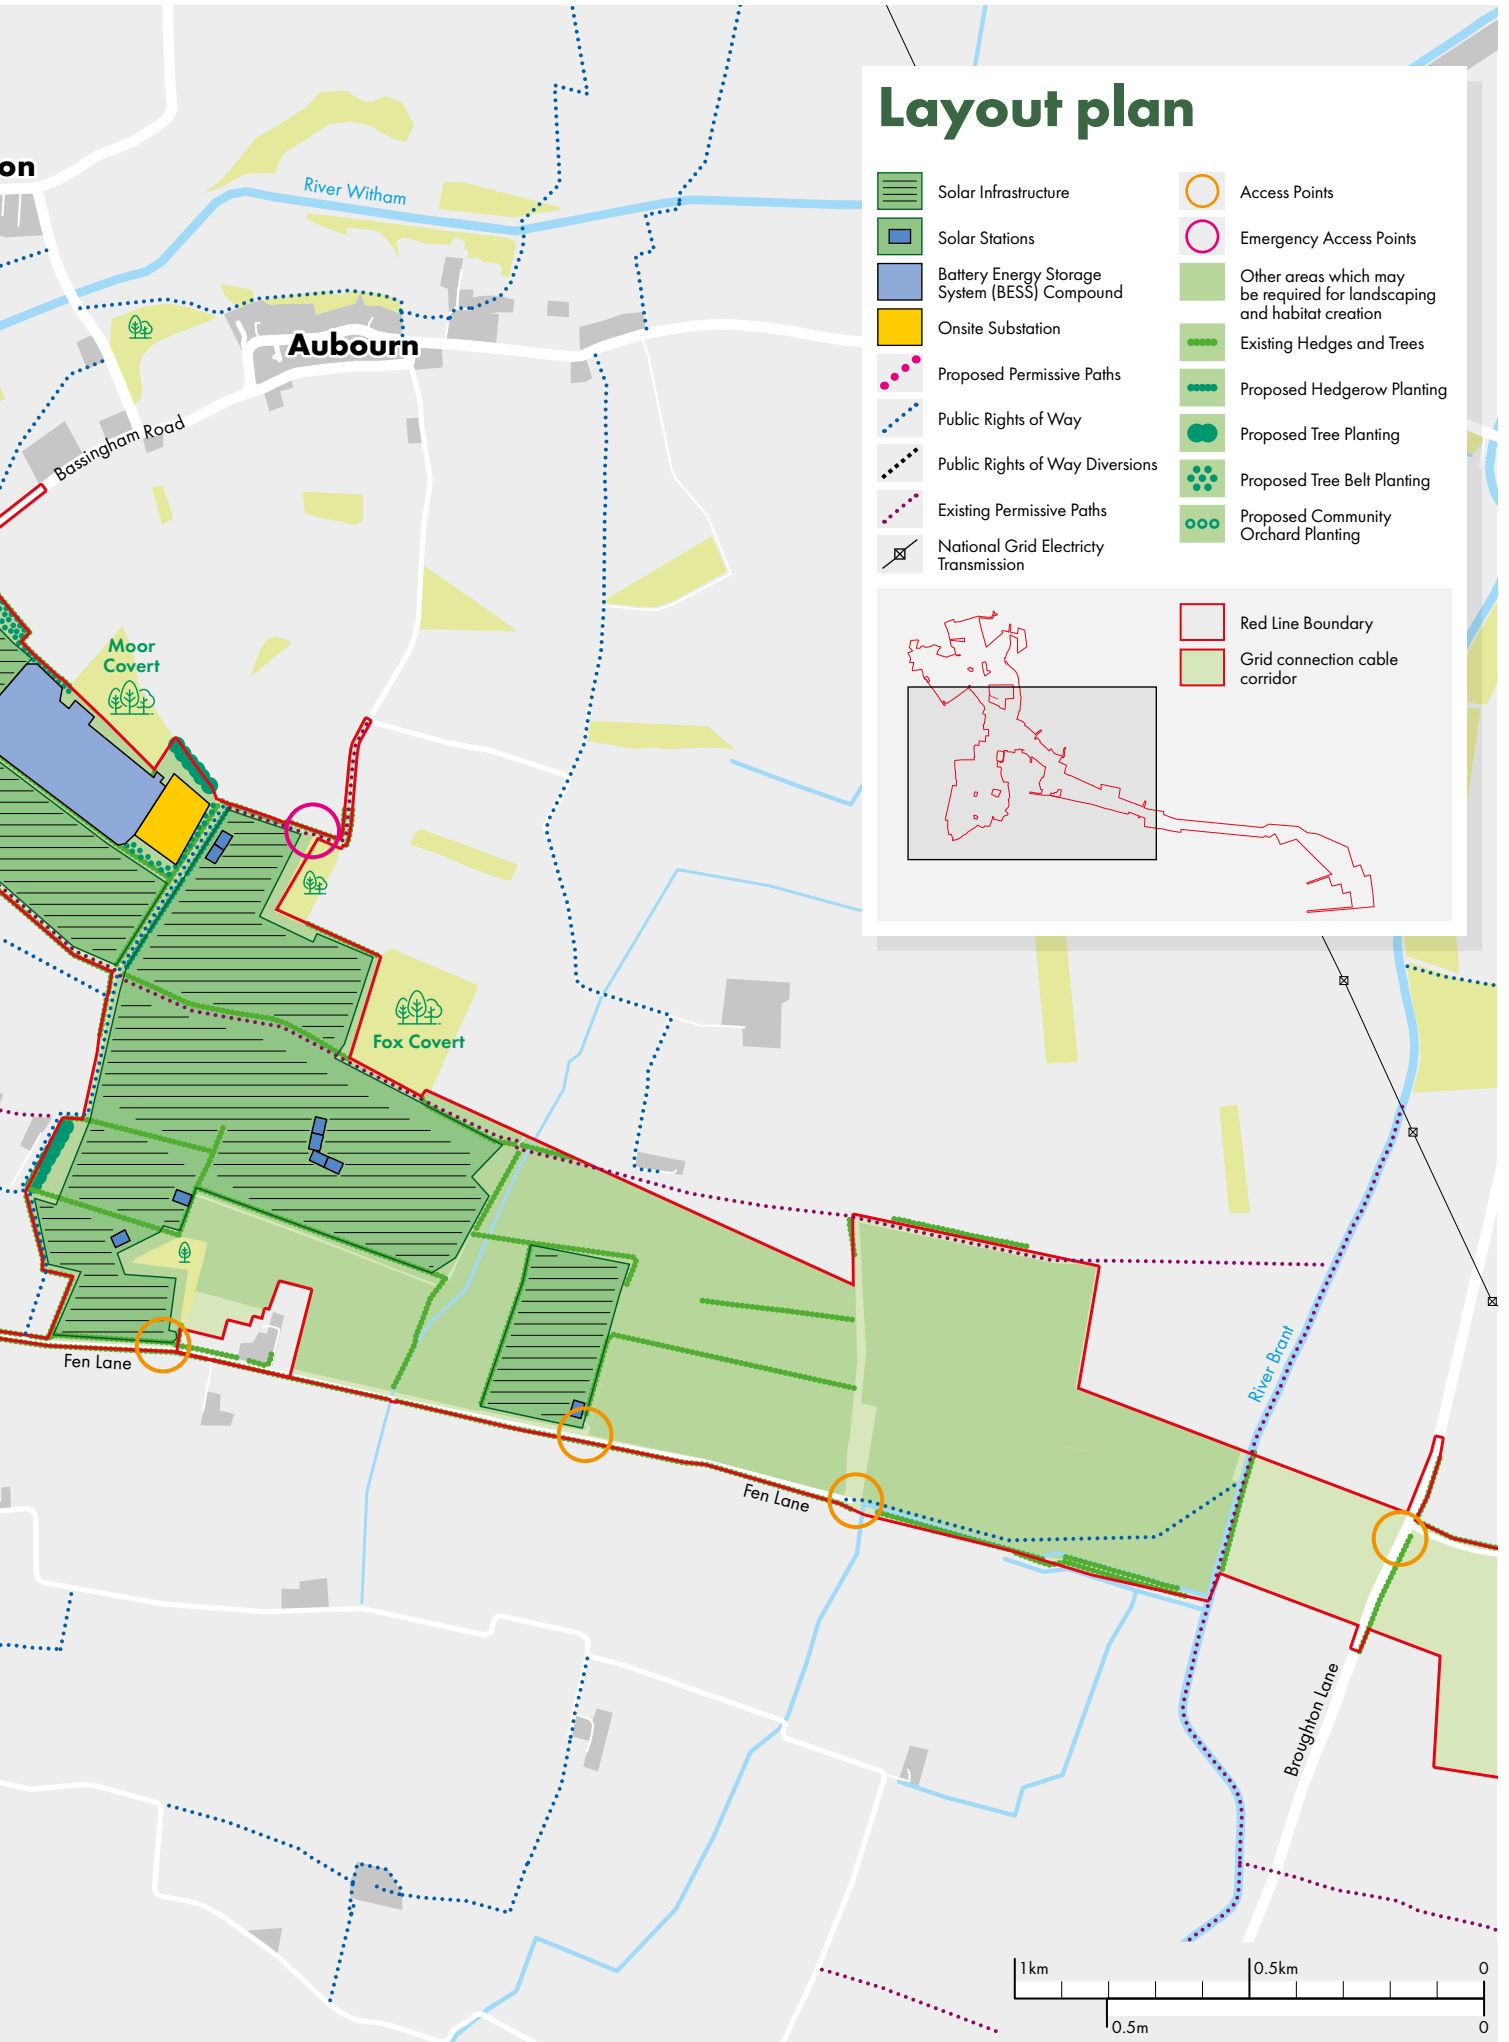 Layout plan
Solar Infrastructure
Solar Stations
Battery Energy Storage
System (BESS) Compound
Onsite Substation
Proposed Permissive Paths
Public Rights of Way
Public Rights of Way Diversions
Existing Permissive Paths
National Grid Electricty
Transmission
Access Points
Emergency Access Points
Other areas which may
be required for landscaping
and habitat creation
Existing Hedges and Trees
Proposed Hedgerow Planting
Proposed Tree Planting
Proposed Tree Belt Planting
Proposed Community
Orchard Planting
Red Line Boundary
Grid connection cable
corridor
on
River Witham
Aubourn
Bassingham Road
Moor
Covert
Fox Covert
Fen Lane
Fen Lane
River Brant
Broughton Lane
1km
0.5km
0
0.5m
0